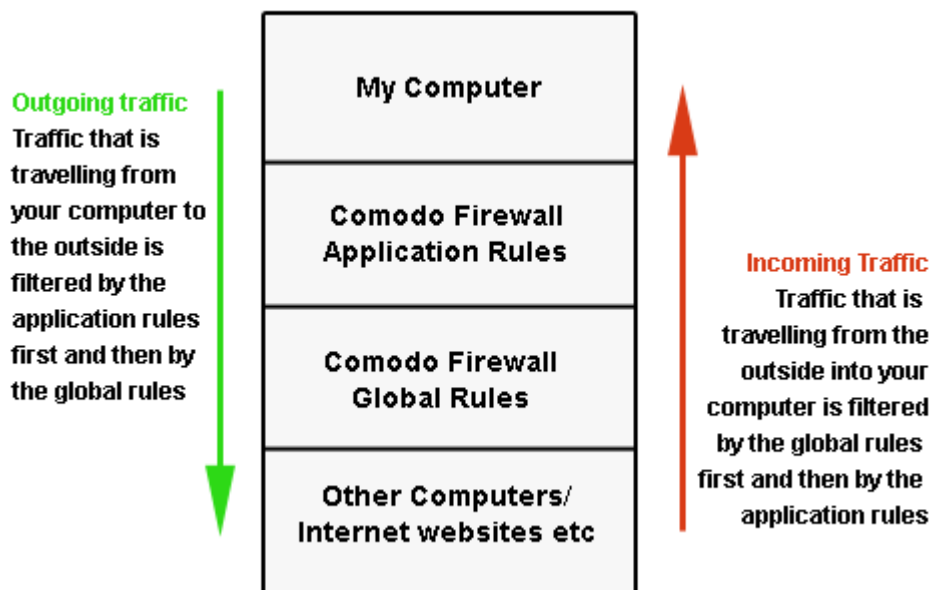 Outgoing traffic
Traffic that is
travelling from
your computer to
the outside is
filtered by the
application rules
first and then by
the global rules
My Computer
Comodo Firewall
Application Rules
Comodo Firewall
Global Rules
Other Computers/
Internet websites etc
Incoming Traffic
Traffic that is
travelling from the
outside into your
computer is filtered
by the global rules
first and then by the
application rules